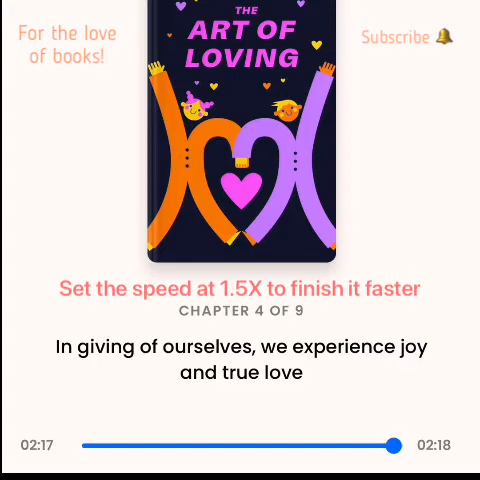 For the love
of books!
Subscribe
THE
ART OF
LOVING
Set the speed at 1.5X to finish it faster
CHAPTER 4 OF 9
In giving of ourselves, we experience joy
and true love
02:17
02:18